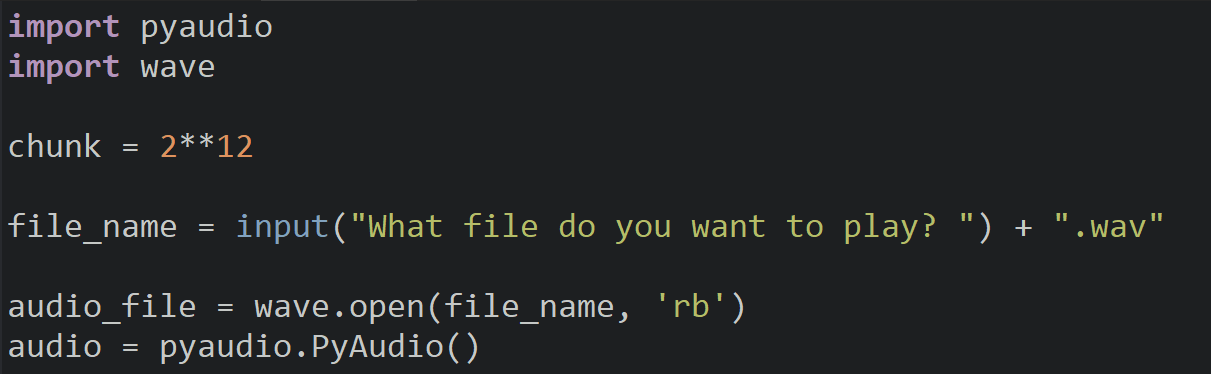 import pyaudio
import wave
chunk = 2**12
file_name = input("What file do you want to play? ") + ".wav"
audio_file = wave.open(file_name, 'rb')
audio = pyaudio.PyAudio()